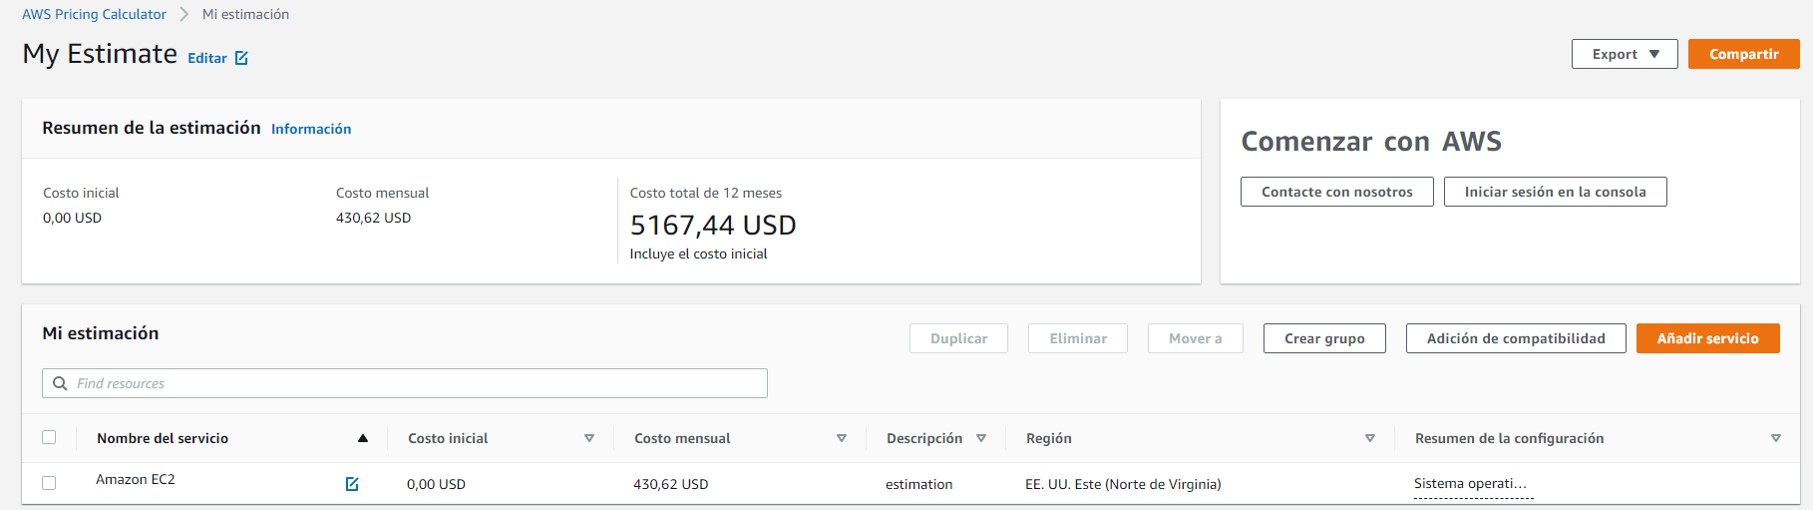 AWS Pricing Calculator > Mi estimación
My Estimate Editar
Export Compartir
Resumen de la estimación Información
Costo inicial
0,00 USD
Costo mensual
430,62 USD
Costo total de 12 meses
5167,44 USD
Incluye el costo inicial
Comenzar con AWS
Contacte con nosotros Iniciar sesión en la consola
Mi estimación
Duplicar Eliminar Mover a Crear grupo Adición de compatibilidad Añadir servicio
Find resources
Nombre del servicio Costo inicial Costo mensual Descripción Región Resumen de la configuración
Amazon EC2 0,00 USD 430,62 USD estimation EE. UU. Este (Norte de Virginia) Sistema operati...